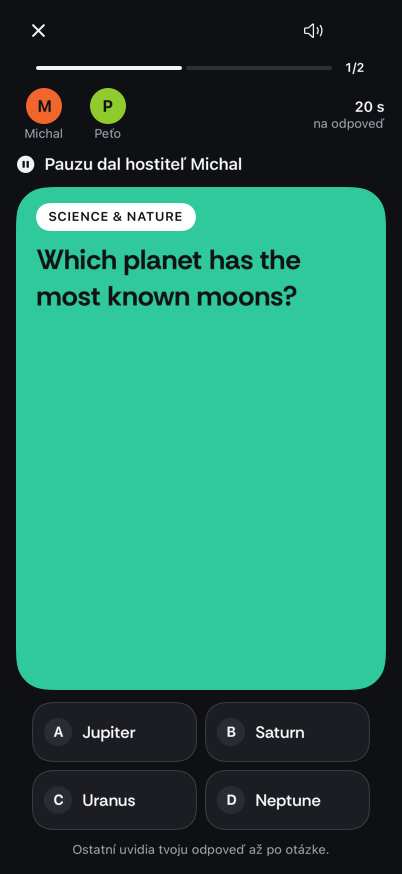 1/2
M
P
Michal
Peťo
20 s
na odpoveď
Pauzu dal hostiteľ Michal
SCIENCE & NATURE
Which planet has the
most known moons?
A Jupiter
B Saturn
C Uranus
D Neptune
Ostatní uvidia tvoju odpoveď až po otázke.